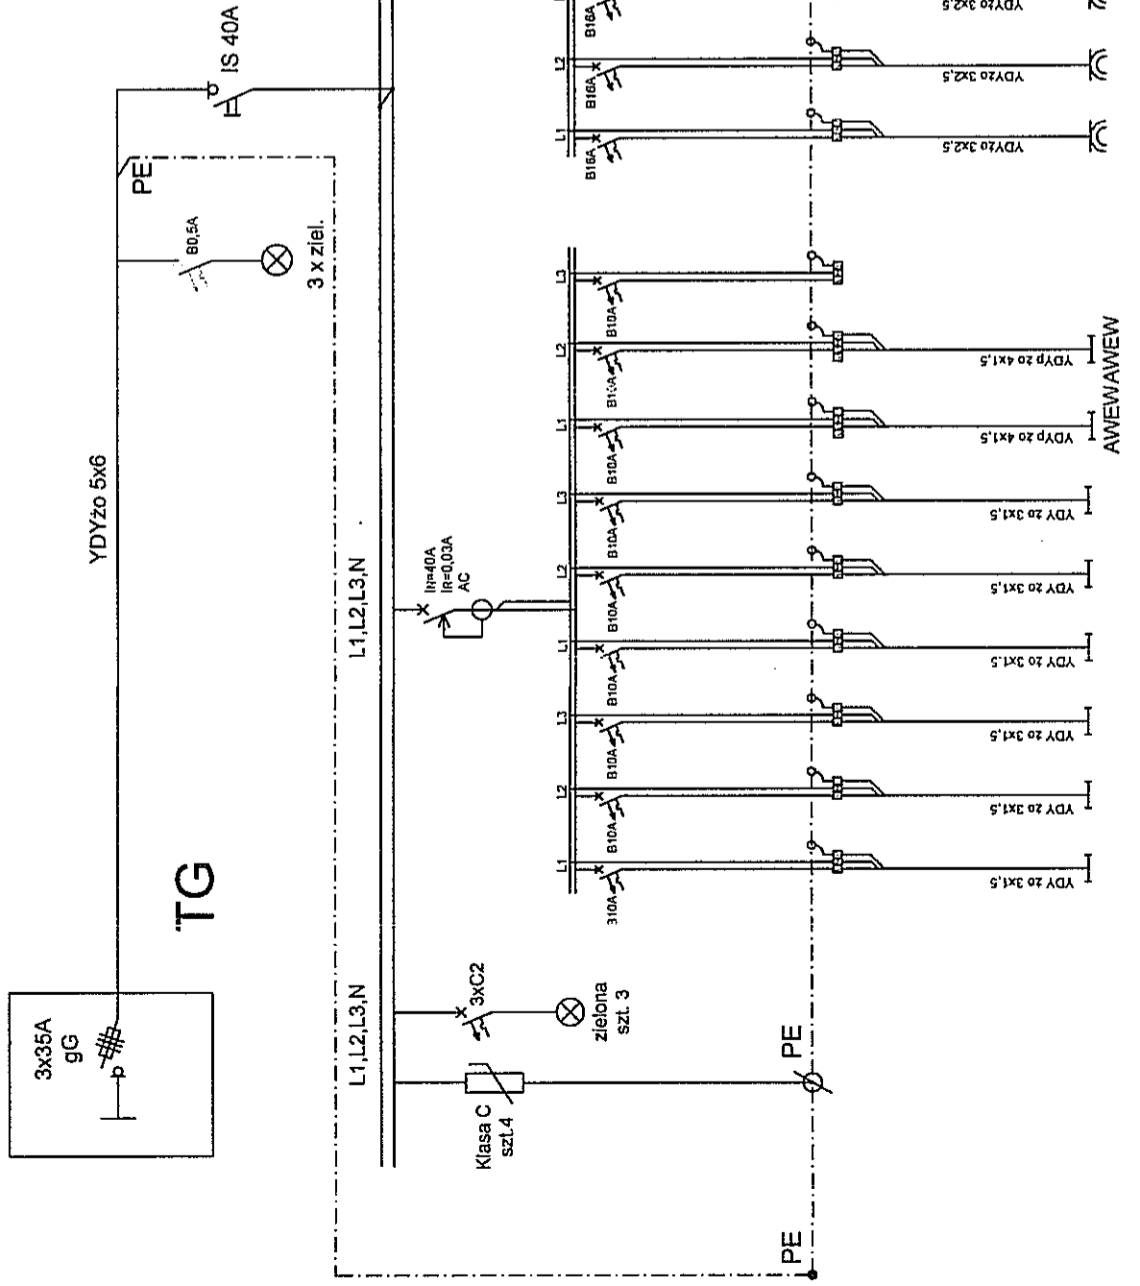 3x35A
gG
TG
YDYżo 5x6
PE
B0,5A
3 x ziel.
IS 40A
L1,L2,L3,N
L1,L2,L3,N
Klasa C
szt.4
3xC2
zielona
szt. 3
PE
PE
IN=40A
IR=0,03A
AC
L1
L2
L3
L1
L2
L3
L1
L2
L3
310A
B10A
B10A
B10A
B10A
B10A
B10A
B10A
B10A
YDY żo 3x1,5
YDY żo 3x1,5
YDY żo 3x1,5
YDY żo 3x1,5
YDY żo 3x1,5
YDY żo 3x1,5
YDYp żo 4x1,5
YDYp żo 4x1,5
AWEWAWEW
L1
L2
B16A
B16A
B16A
YDYżo 3x2,5
YDYżo 3x2,5
YDYżo 3x2,5